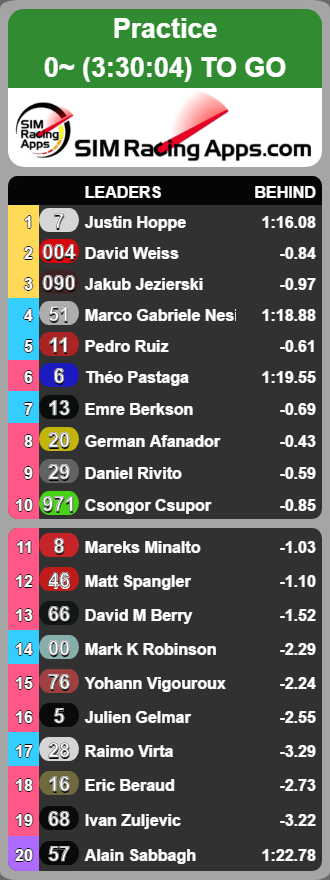 Practice
0~ (3:30:04) TO GO
SIM Racing Apps SIM Racing Apps.com
LEADERS BEHIND
1 7 Justin Hoppe 1:16.08
2 004 David Weiss -0.84
3 090 Jakub Jezierski -0.97
4 51 Marco Gabriele Nesi 1:18.88
5 11 Pedro Ruiz -0.61
6 6 Théo Pastaga 1:19.55
7 13 Emre Berkson -0.69
8 20 German Afanador -0.43
9 29 Daniel Rivito -0.59
10 971 Csongor Csupor -0.85
11 8 Mareks Minalto -1.03
12 46 Matt Spangler -1.10
13 66 David M Berry -1.52
14 00 Mark K Robinson -2.29
15 76 Yohann Vigouroux -2.24
16 5 Julien Gelmar -2.55
17 28 Raimo Virta -3.29
18 16 Eric Beraud -2.73
19 68 Ivan Zuljevic -3.22
20 57 Alain Sabbagh 1:22.78